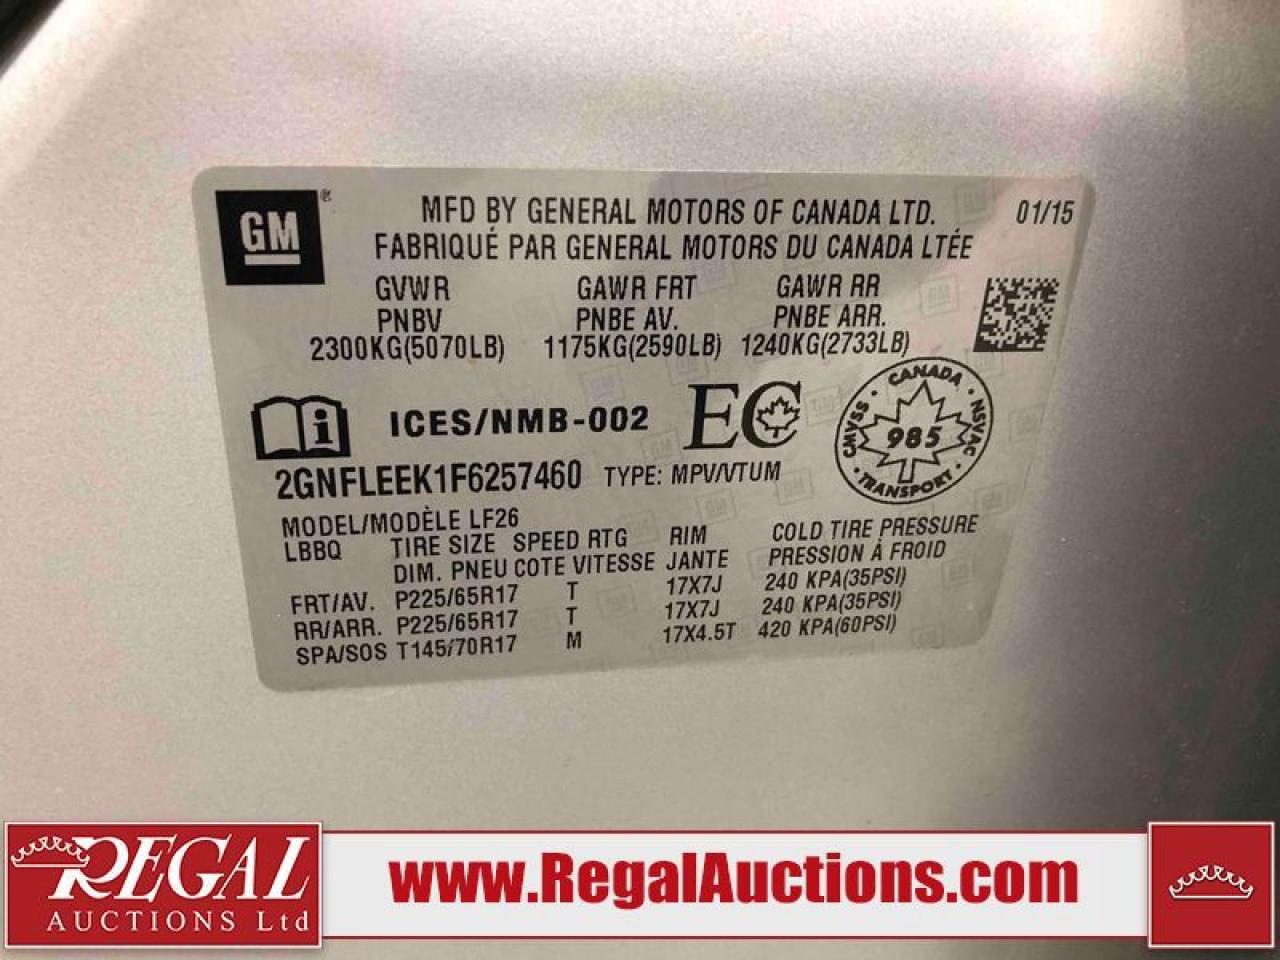 GM ®
MFD BY GENERAL MOTORS OF CANADA LTD. 01/15
FABRIQUÉ PAR GENERAL MOTORS DU CANADA LTÉE
GVWR GAWR FRT GAWR RR
PNBV PNBE AV. PNBE ARR.
2300KG(5070LB) 1175KG(2590LB) 1240KG(2733LB)
i ICES/NMB-002 EC
CANADA
CMVSS 985 NSVAC
TRANSPORT
2GNFLEEK1F6257460 TYPE: MPV/VTUM
MODEL/MODÈLE LF26
LBBQ TIRE SIZE SPEED RTG RIM COLD TIRE PRESSURE
DIM. PNEU COTE VITESSE JANTE PRESSION À FROID
FRT/AV. P225/65R17 T 17X7J 240 KPA(35PSI)
RR/ARR. P225/65R17 T 17X7J 240 KPA(35PSI)
SPA/SOS T145/70R17 M 17X4.5T 420 KPA(60PSI)
REGAL
AUCTIONS Ltd
www.RegalAuctions.com